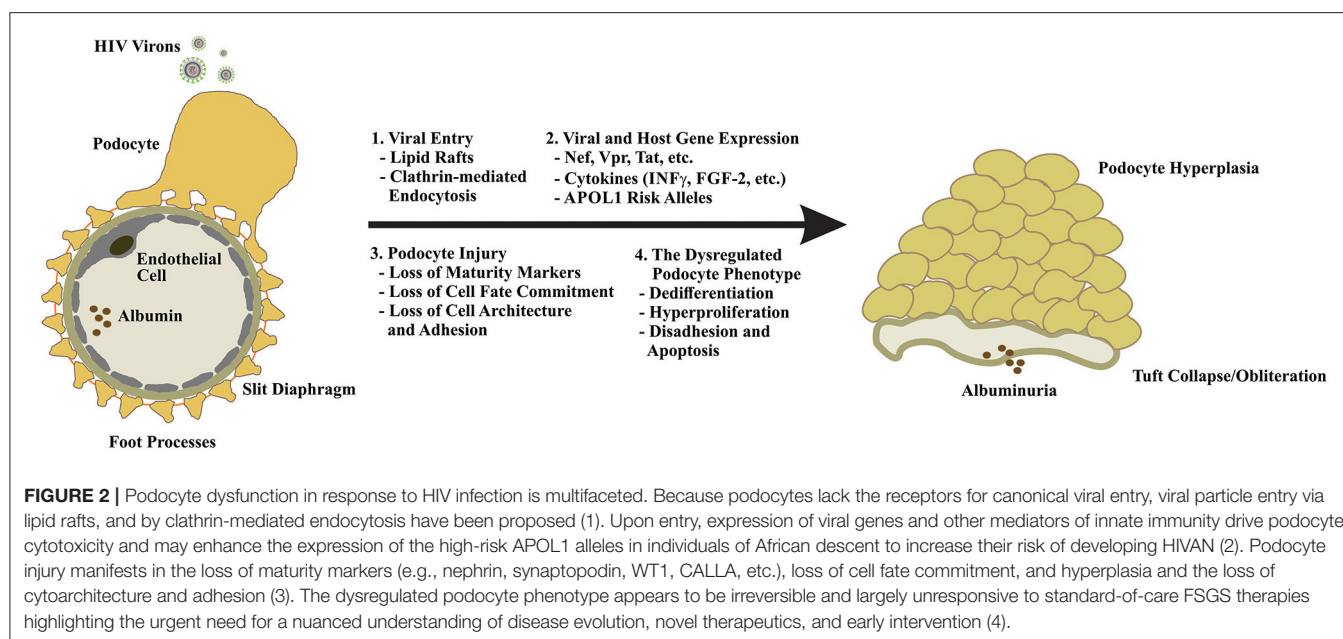 HIV Virons
Podocyte
Endothelial
Cell
Albumin
Slit Diaphragm
Foot Processes
1. Viral Entry
- Lipid Rafts
- Clathrin-mediated
Endocytosis
2. Viral and Host Gene Expression
- Nef, Vpr, Tat, etc.
- Cytokines (INFγ, FGF-2, etc.)
- APOL1 Risk Alleles
3. Podocyte Injury
- Loss of Maturity Markers
- Loss of Cell Fate Commitment
- Loss of Cell Architecture
and Adhesion
4. The Dysregulated
Podocyte Phenotype
- Dedifferentiation
- Hyperproliferation
- Disadhesion and
Apoptosis
Podocyte Hyperplasia
Tuft Collapse/Obliteration
Albuminuria
FIGURE 2 | Podocyte dysfunction in response to HIV infection is multifaceted. Because podocytes lack the receptors for canonical viral entry, viral particle entry via
lipid rafts, and by clathrin-mediated endocytosis have been proposed (1). Upon entry, expression of viral genes and other mediators of innate immunity drive podocyte
cytotoxicity and may enhance the expression of the high-risk APOL1 alleles in individuals of African descent to increase their risk of developing HIVAN (2). Podocyte
injury manifests in the loss of maturity markers (e.g., nephrin, synaptopodin, WT1, CALLA, etc.), loss of cell fate commitment, and hyperplasia and the loss of
cytoarchitecture and adhesion (3). The dysregulated podocyte phenotype appears to be irreversible and largely unresponsive to standard-of-care FSGS therapies
highlighting the urgent need for a nuanced understanding of disease evolution, novel therapeutics, and early intervention (4).